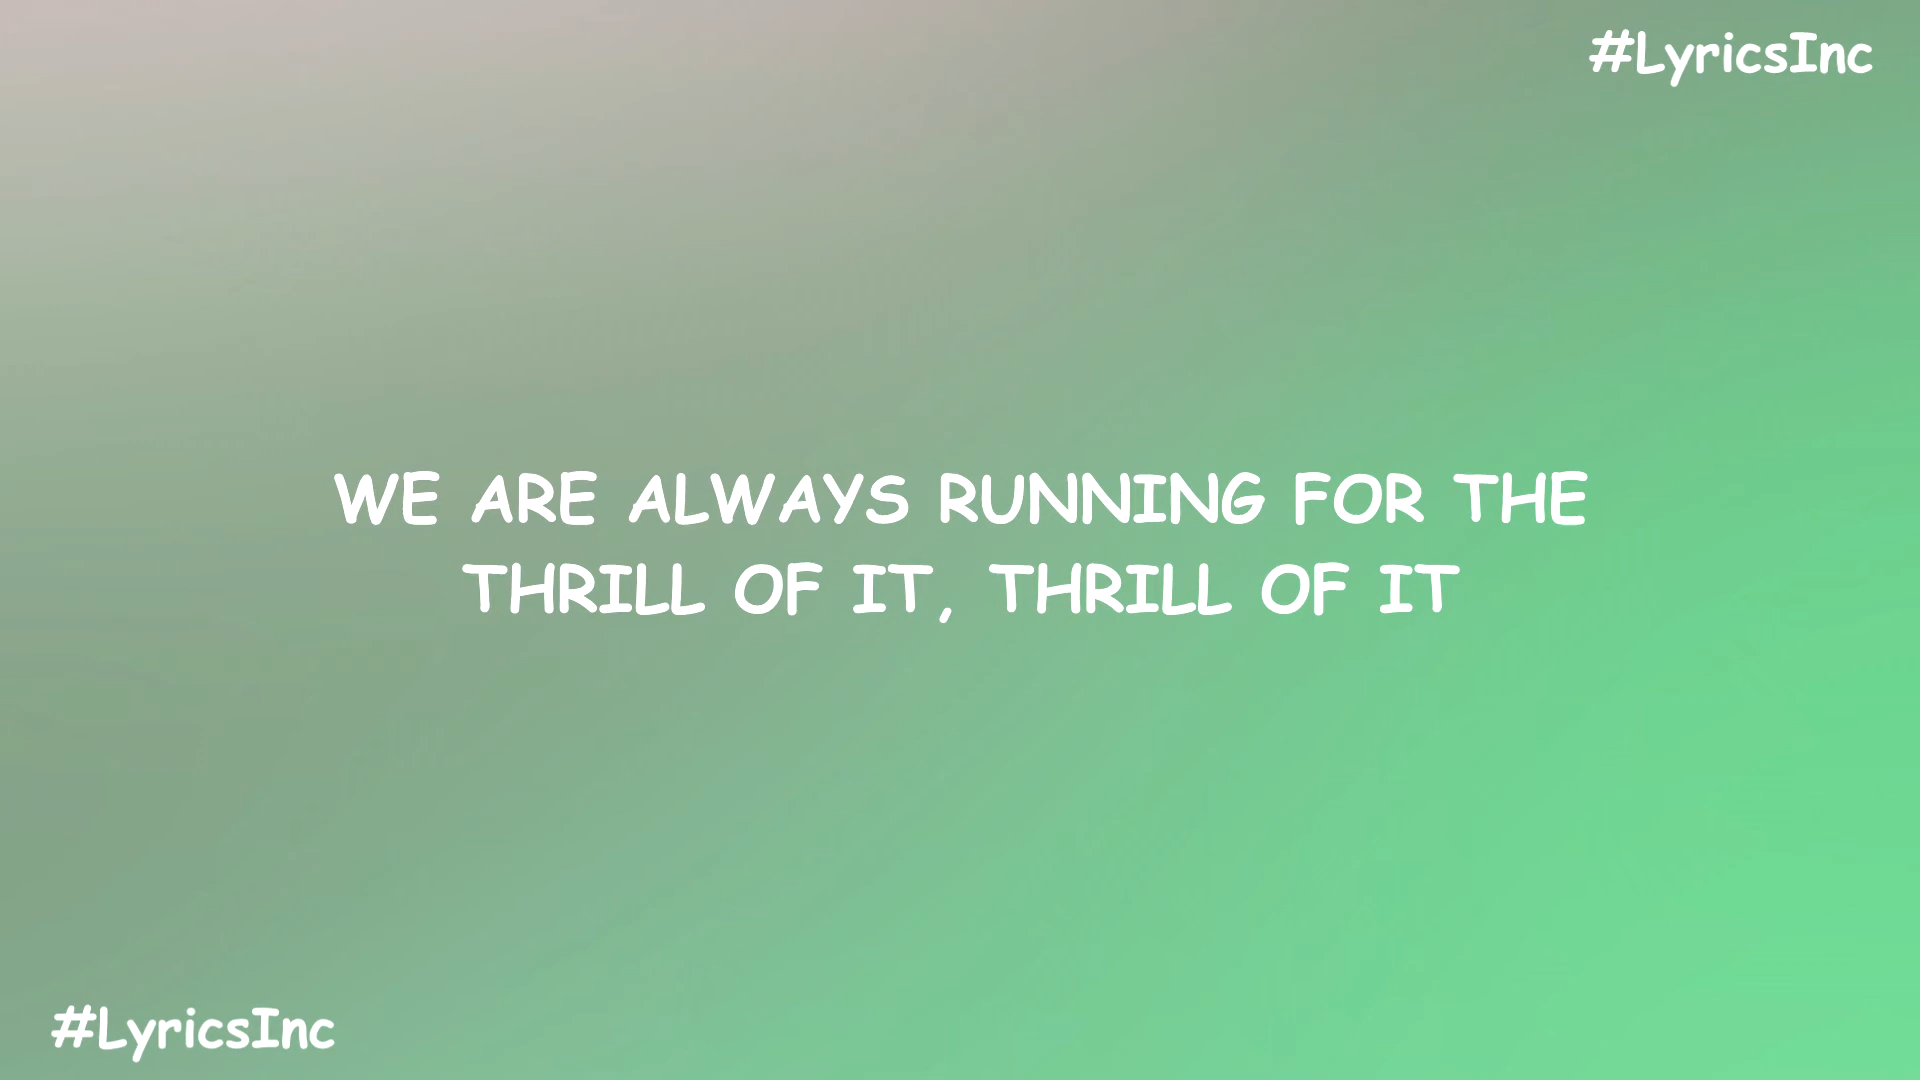 #LyricsInc
WE ARE ALWAYS RUNNING FOR THE
THRILL OF IT, THRILL OF IT
#LyricsInc